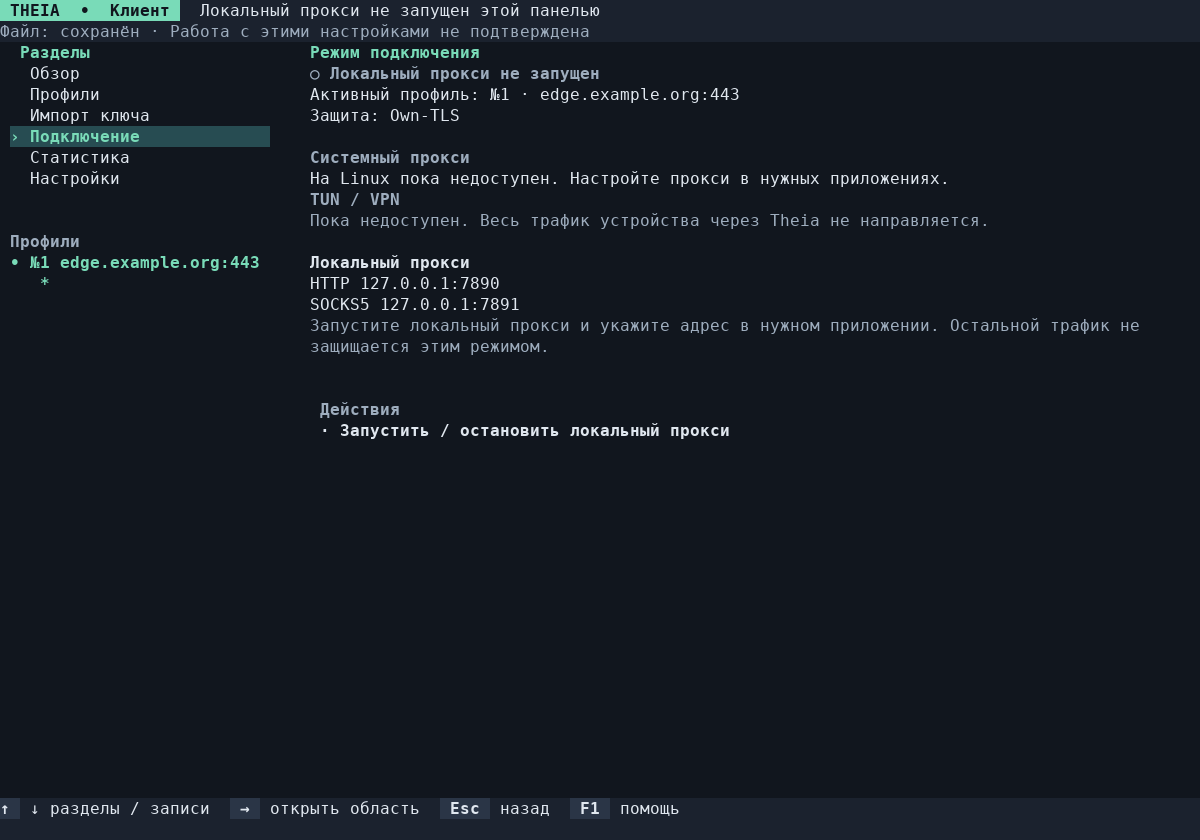 THEIA • Клиент Локальный прокси не запущен этой панелью
Файл: сохранён · Работа с этими настройками не подтверждена
Разделы
Обзор
Профили
Импорт ключа
› Подключение
Статистика
Настройки
Профили
• №1 edge.example.org:443
*
Режим подключения
○ Локальный прокси не запущен
Активный профиль: №1 · edge.example.org:443
Защита: Own-TLS
Системный прокси
На Linux пока недоступен. Настройте прокси в нужных приложениях.
TUN / VPN
Пока недоступен. Весь трафик устройства через Theia не направляется.
Локальный прокси
HTTP 127.0.0.1:7890
SOCKS5 127.0.0.1:7891
Запустите локальный прокси и укажите адрес в нужном приложении. Остальной трафик не
защищается этим режимом.
Действия
· Запустить / остановить локальный прокси
↑ ↓ разделы / записи → открыть область Esc назад F1 помощь